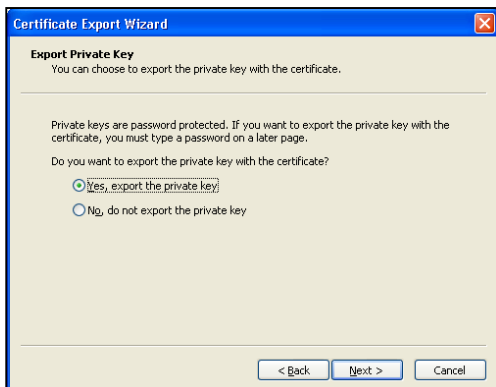 Certificate Export Wizard
Export Private Key
You can choose to export the private key with the certificate.
Private keys are password protected. If you want to export the private key with the
certificate, you must type a password on a later page.
Do you want to export the private key with the certificate?
Yes, export the private key
No, do not export the private key
< Back
Next >
Cancel